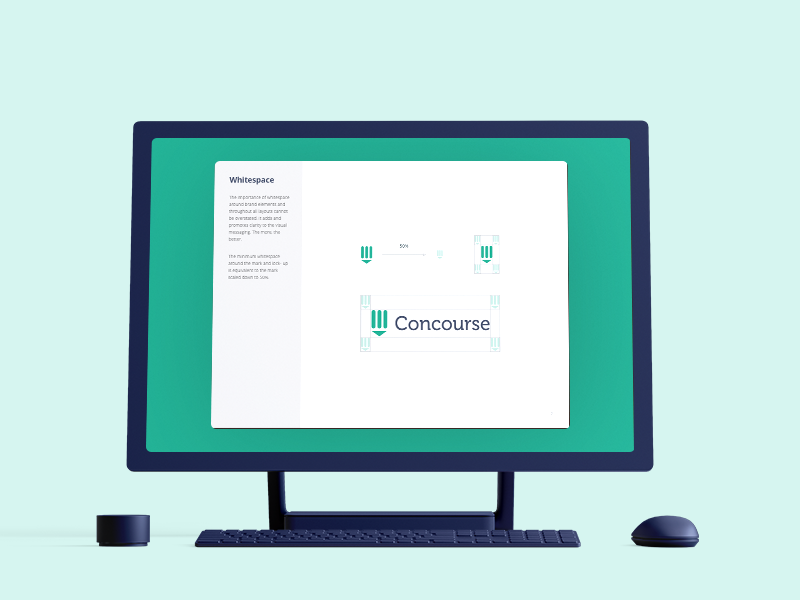 Whitespace
The importance of whitespace
around brand elements and
throughout all layouts cannot
be overstated. It adds and
promotes clarity to the visual
messaging. The more, the
better.
The minimum whitespace
around the mark and lock-up
is equivalent to the mark
scaled down to 50%.
50%
Concourse